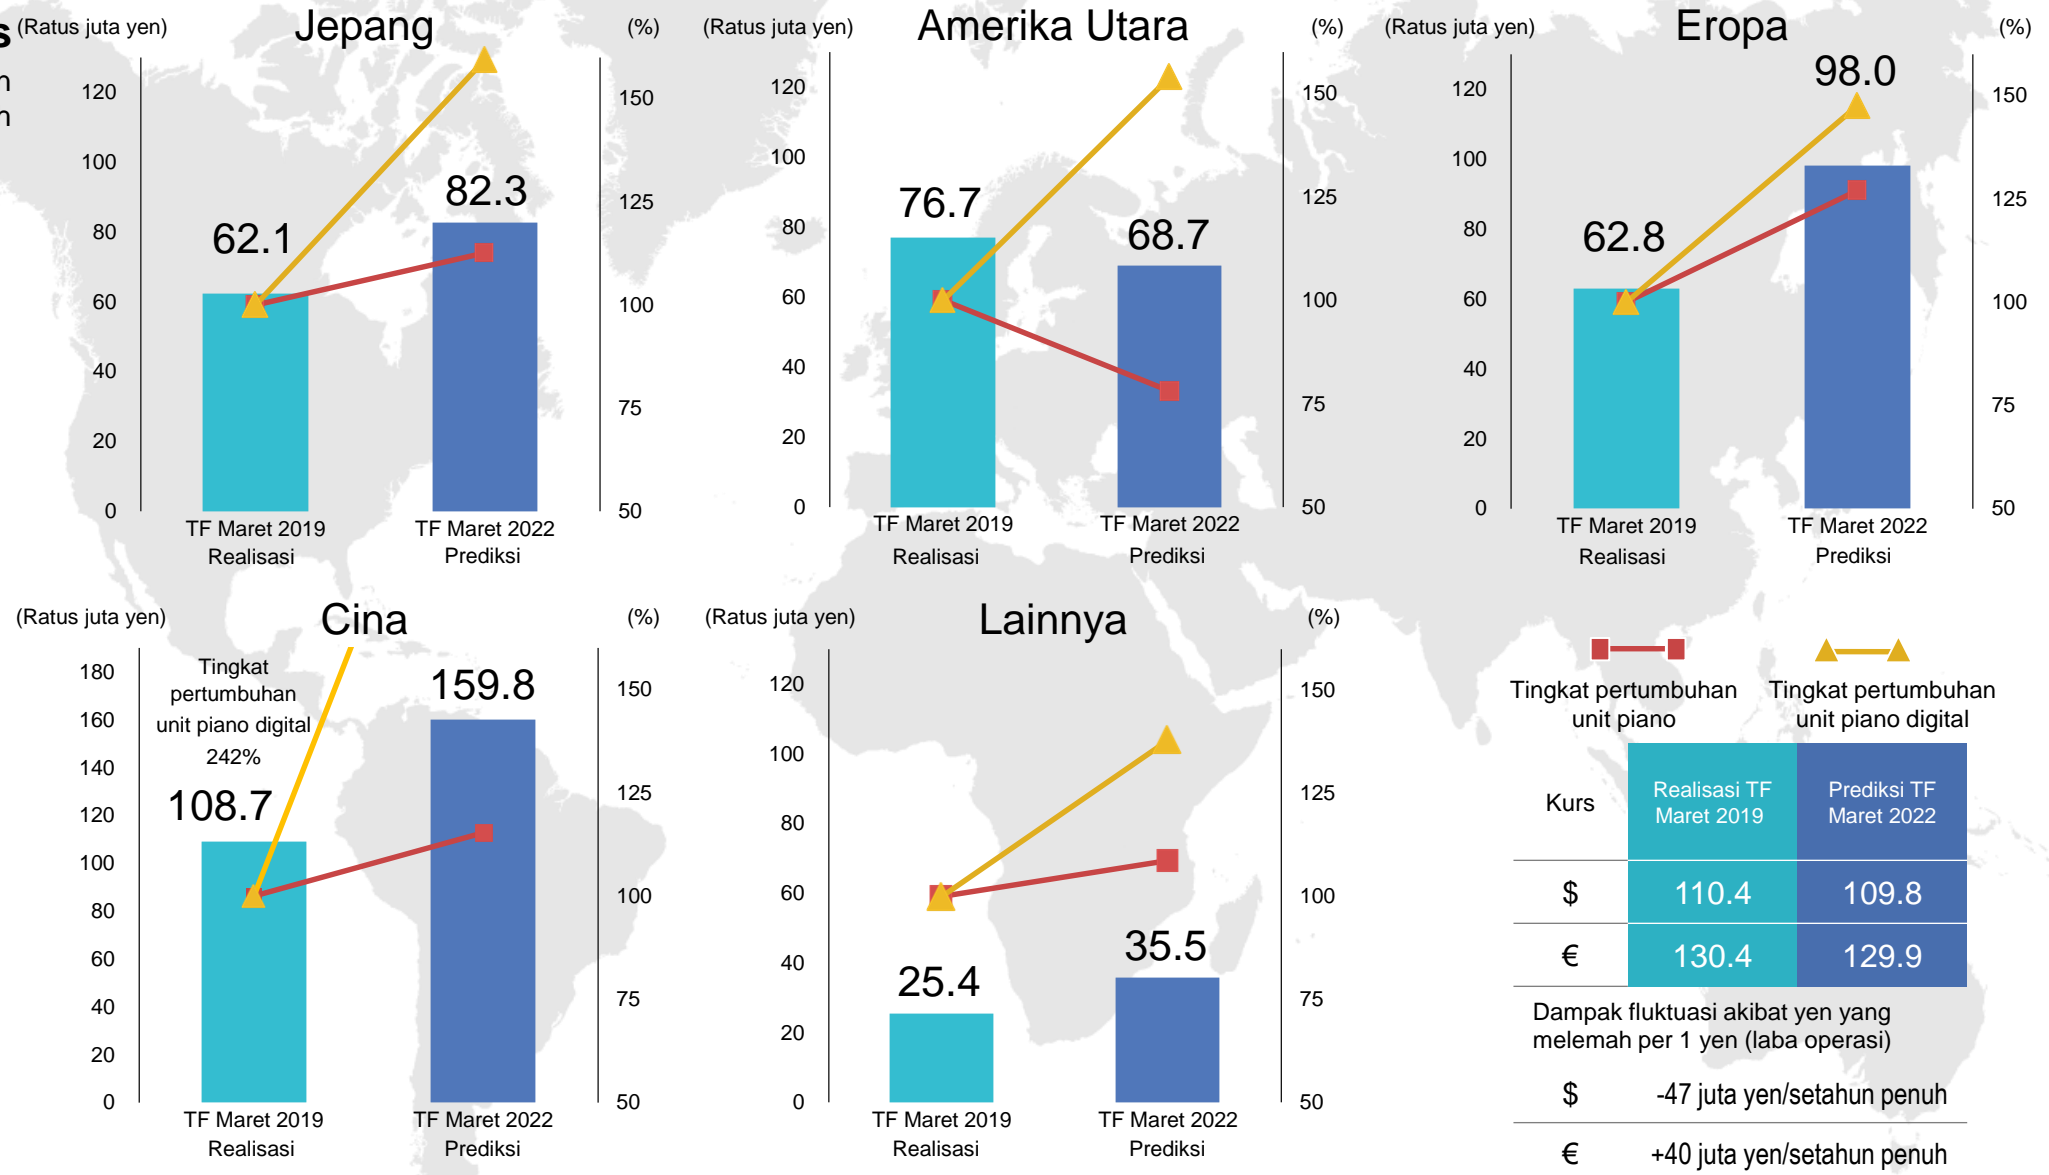 s
n
n
(Ratus juta yen)
Jepang
(%)
120
100
80
60
40
20
0
150
125
100
75
50
62.1
82.3
TF Maret 2019
Realisasi
TF Maret 2022
Prediksi
(Ratus juta yen)
Amerika Utara
(%)
120
100
80
60
40
20
0
150
125
100
75
50
76.7
68.7
TF Maret 2019
Realisasi
TF Maret 2022
Prediksi
(Ratus juta yen)
Eropa
(%)
120
100
80
60
40
20
0
150
125
100
75
50
62.8
98.0
TF Maret 2019
Realisasi
TF Maret 2022
Prediksi
(Ratus juta yen)
Cina
(%)
180
160
140
120
100
80
60
40
20
0
150
125
100
75
50
Tingkat
pertumbuhan
unit piano digital
242%
108.7
159.8
TF Maret 2019
Realisasi
TF Maret 2022
Prediksi
(Ratus juta yen)
Lainnya
(%)
120
100
80
60
40
20
0
150
125
100
75
50
25.4
35.5
TF Maret 2019
Realisasi
TF Maret 2022
Prediksi
Tingkat pertumbuhan
unit piano
Tingkat pertumbuhan
unit piano digital
Kurs
Realisasi TF
Maret 2019
Prediksi TF
Maret 2022
$ 110.4 109.8
€ 130.4 129.9
Dampak fluktuasi akibat yen yang
melemah per 1 yen (laba operasi)
$ -47 juta yen/setahun penuh
€ +40 juta yen/setahun penuh